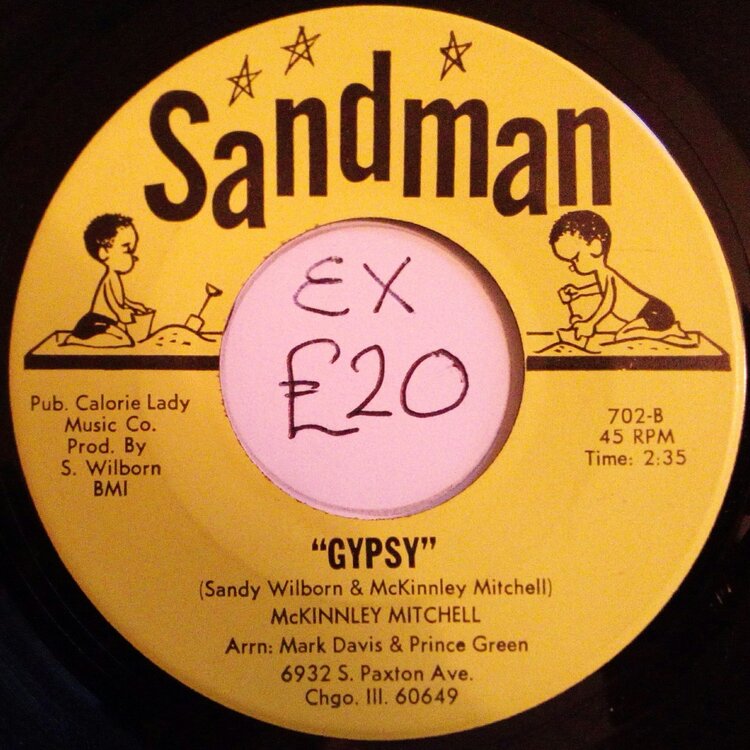 Sandman
EX
£20
Pub. Calorie Lady
Music Co.
Prod. By
S. Wilborn
BMI
702-B
45 RPM
Time: 2:35
"GYPSY"
(Sandy Wilborn & McKinnley Mitchell)
McKINNLEY MITCHELL
Arrn: Mark Davis & Prince Green
6932 S. Paxton Ave.
Chgo. Ill. 60649